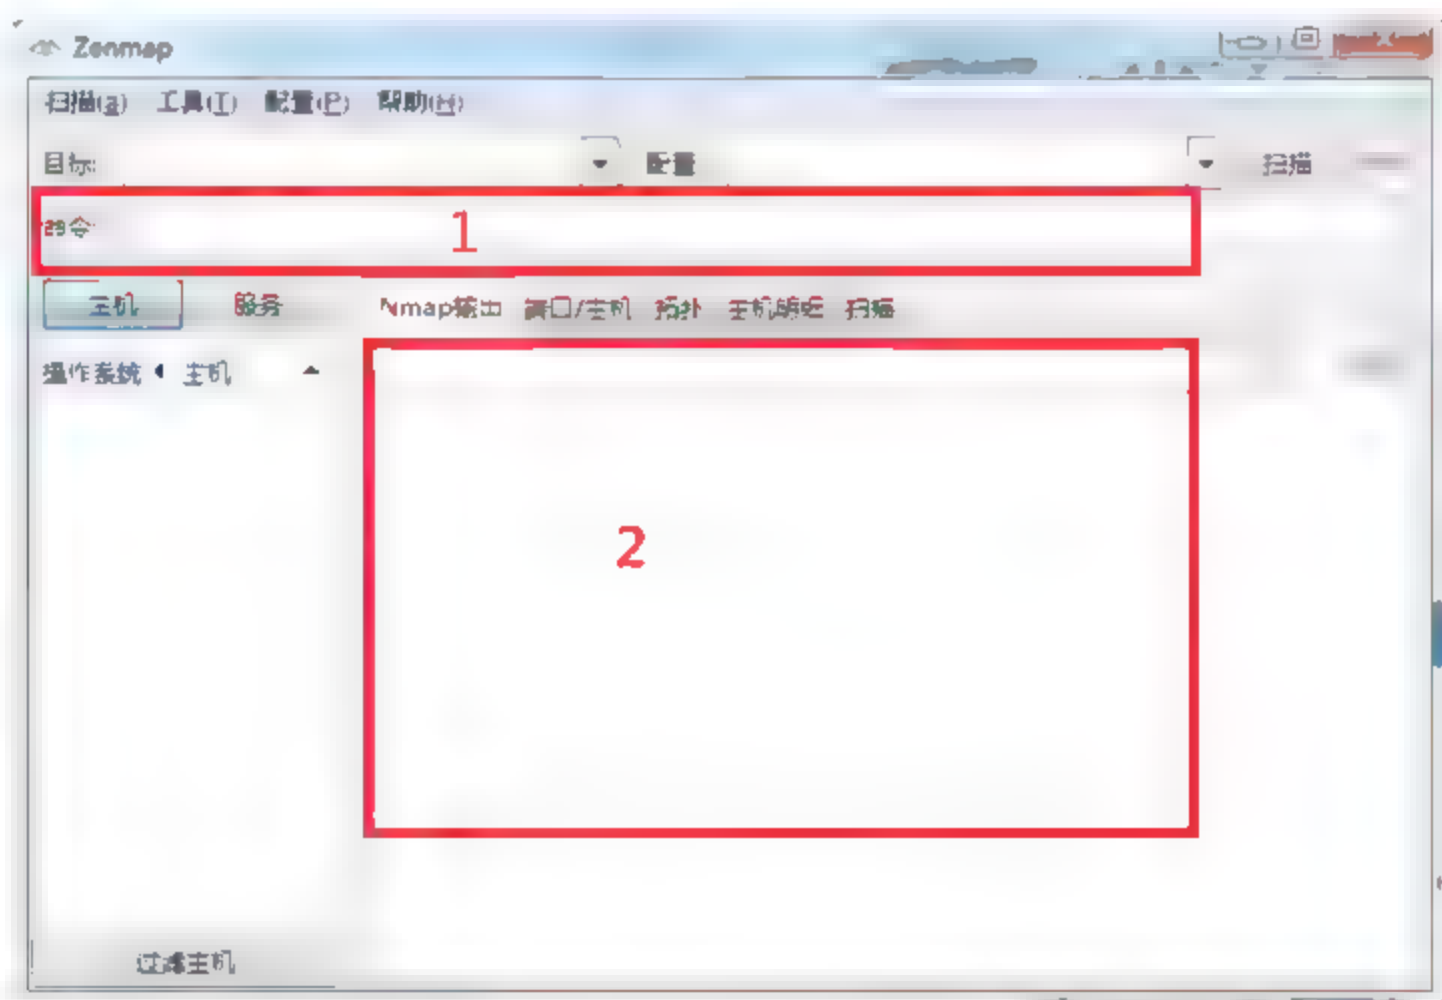 Zenmap
扫描(a) 工具(T) 配置(P) 帮助(H)
目标: 配置 扫描
命令: 1
主机 服务 Nmap输出 端口/主机 拓扑 主机明细 扫描
操作系统 主机
2
过滤主机